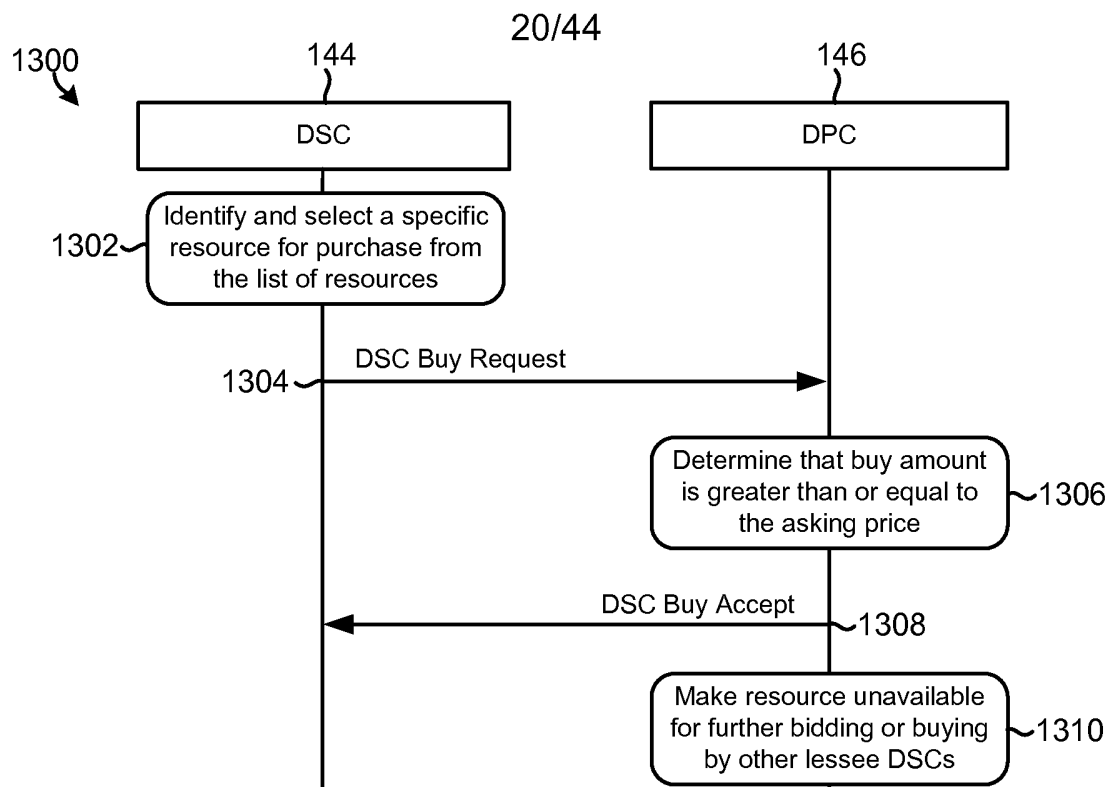 20/44
1300
144
146
DSC
DPC
Identify and select a specific
resource for purchase from
the list of resources
1302
DSC Buy Request
1304
Determine that buy amount
is greater than or equal to
the asking price
1306
DSC Buy Accept
1308
Make resource unavailable
for further bidding or buying
by other lessee DSCs
1310